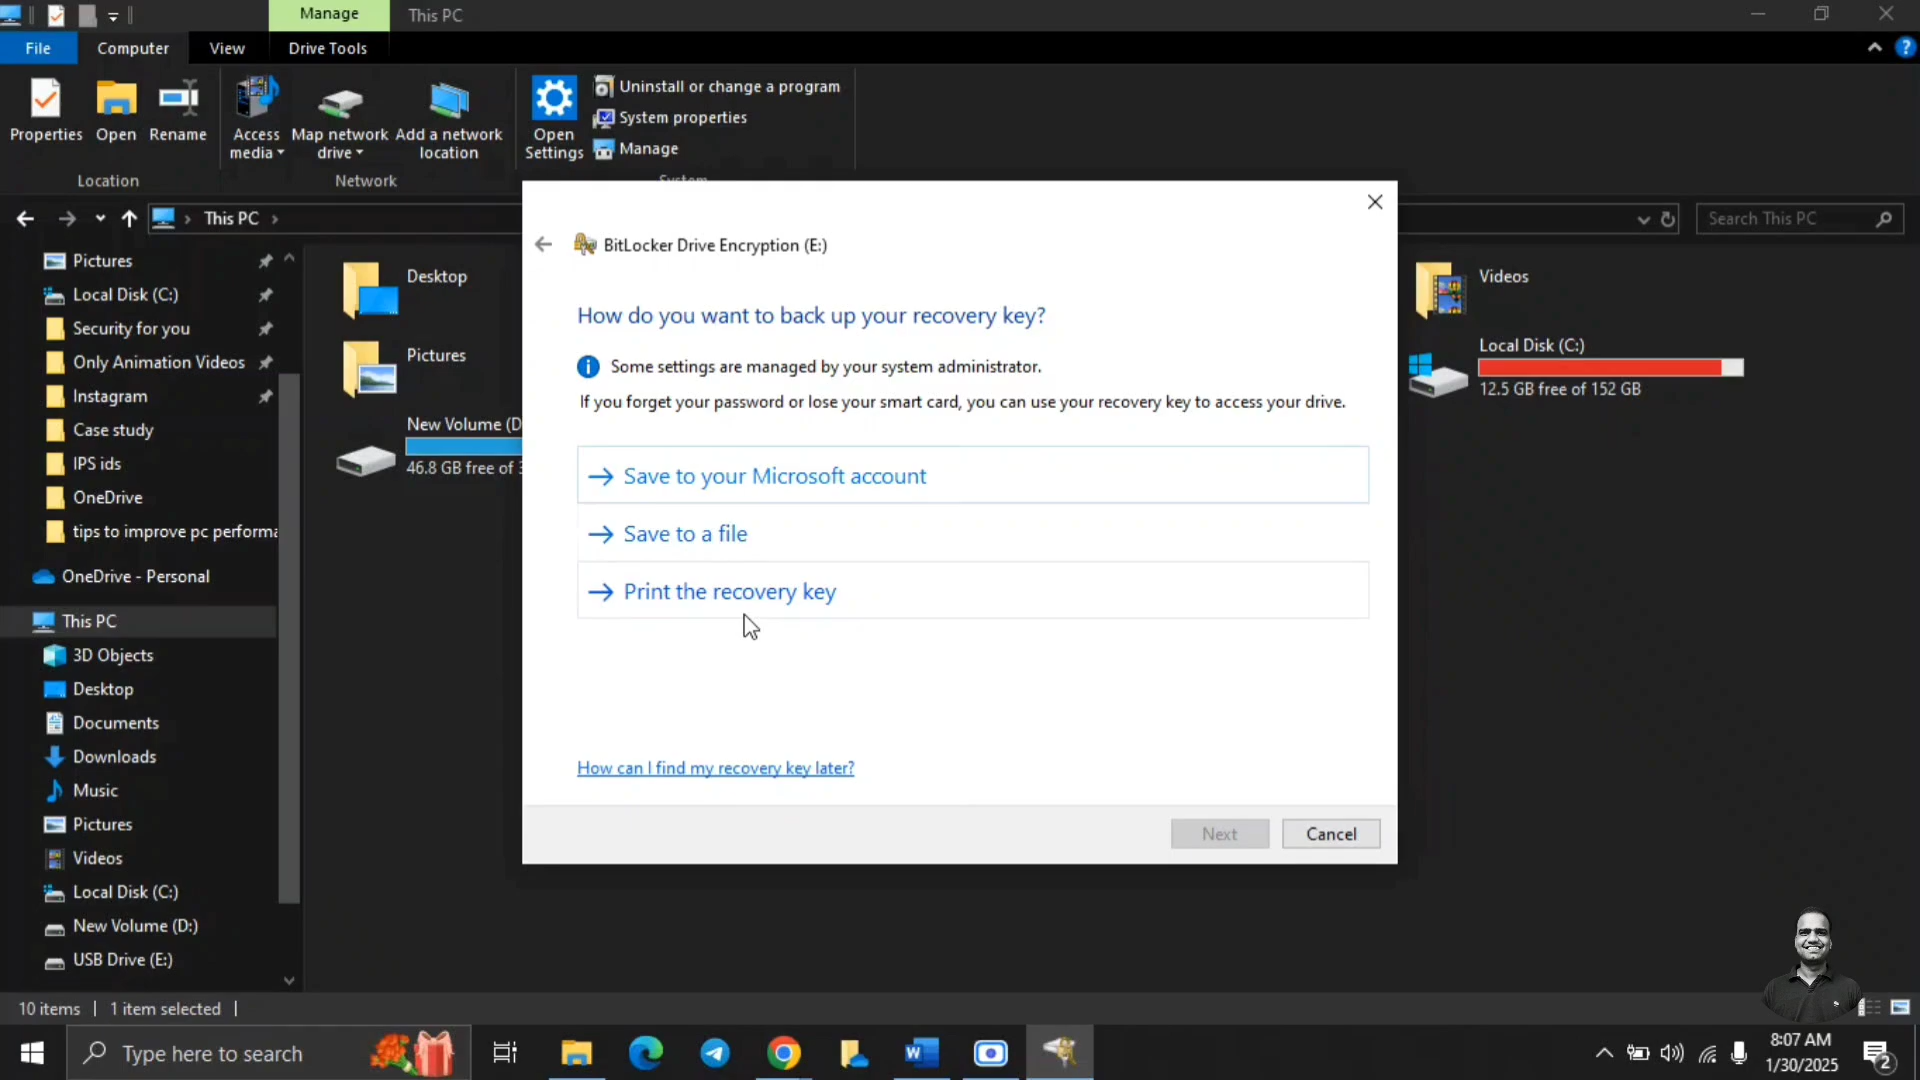 Manage
This PC
File
Computer
View
Drive Tools
Properties
Open
Rename
Access media
Map network drive
Add a network location
Open Settings
Uninstall or change a program
System properties
Manage
Location
Network
System
This PC
Search This PC
Pictures
Local Disk (C:)
Security for you
Only Animation Videos
Instagram
Case study
IPS ids
OneDrive
tips to improve pc performa
OneDrive - Personal
This PC
3D Objects
Desktop
Documents
Downloads
Music
Pictures
Videos
Local Disk (C:)
New Volume (D:)
USB Drive (E:)
Desktop
Pictures
New Volume (D
46.8 GB free of
Videos
Local Disk (C:)
12.5 GB free of 152 GB
BitLocker Drive Encryption (E:)
How do you want to back up your recovery key?
Some settings are managed by your system administrator.
If you forget your password or lose your smart card, you can use your recovery key to access your drive.
Save to your Microsoft account
Save to a file
Print the recovery key
How can I find my recovery key later?
Next
Cancel
10 items
1 item selected
Type here to search
8:07 AM
1/30/2025
2